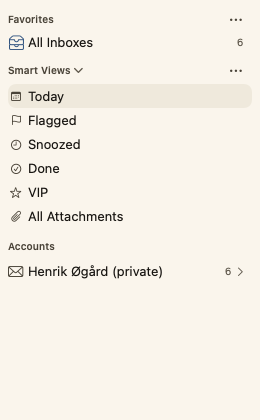 Favorites
All Inboxes 6
Smart Views
Today
Flagged
Snoozed
Done
VIP
All Attachments
Accounts
Henrik Øgård (private) 6